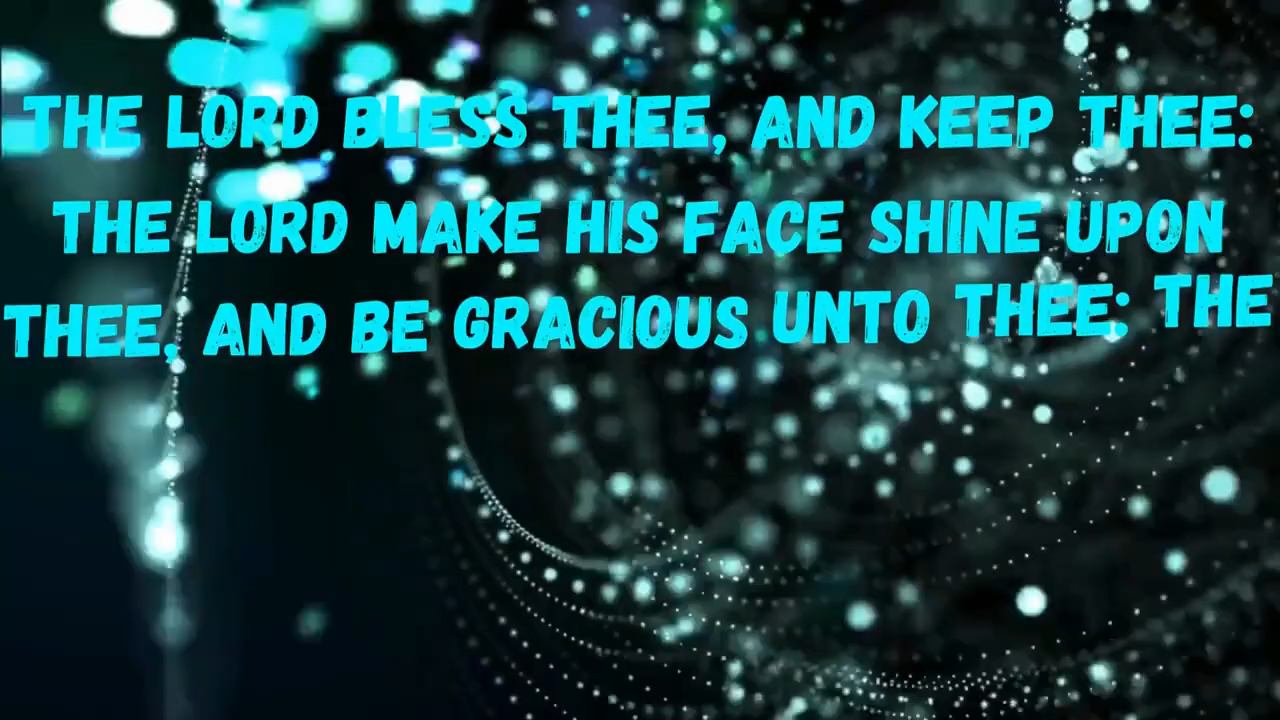 THE LORD BLESS THEE, AND KEEP THEE:
THE LORD MAKE HIS FACE SHINE UPON
THEE, AND BE GRACIOUS UNTO THEE: THE